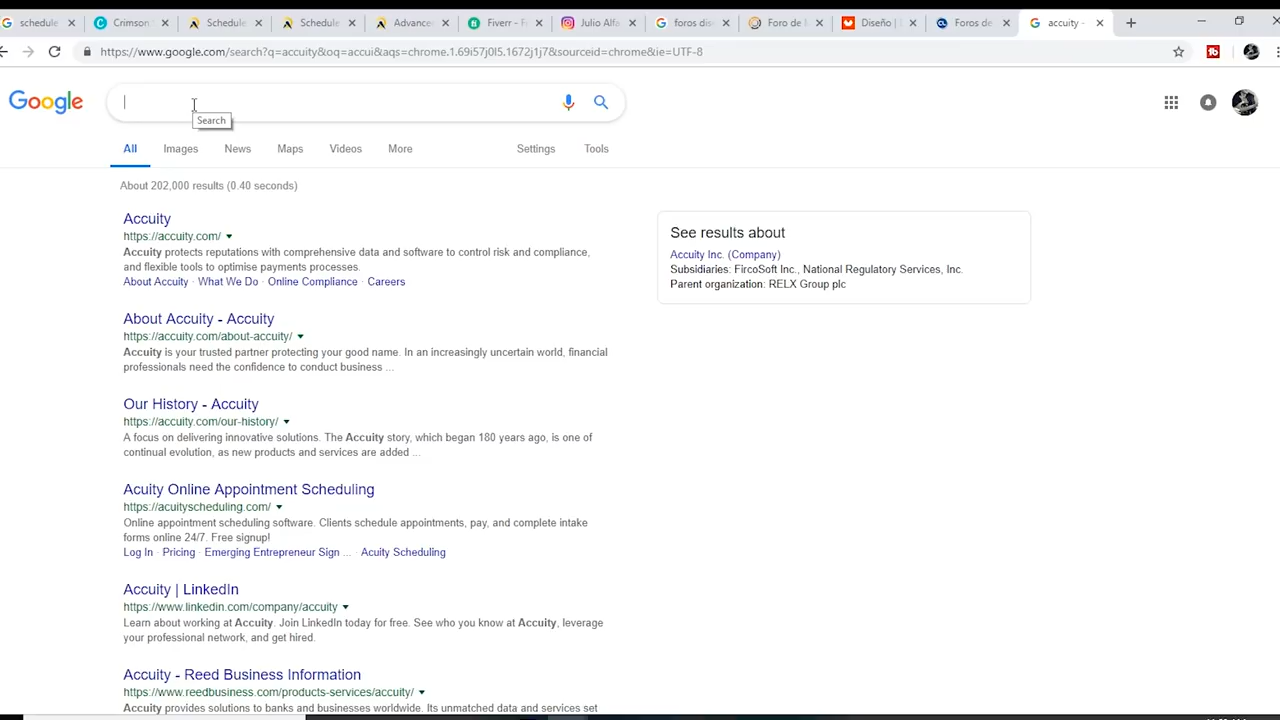 schedule
Crimson
Schedule
Schedule
Advance
Fiverr - F
Julio Alfa
foros dis
Foro de M
Diseño | L
Foros de
accuity -
https://www.google.com/search?q=accuity&oq=accui&aqs=chrome.1.69i57j0l5.1672j1j7&sourceid=chrome&ie=UTF-8
Google
Search
All Images News Maps Videos More Settings Tools
About 202,000 results (0.40 seconds)
Accuity
https://accuity.com/
Accuity protects reputations with comprehensive data and software to control risk and compliance,
and flexible tools to optimise payments processes.
About Accuity · What We Do · Online Compliance · Careers
About Accuity - Accuity
https://accuity.com/about-accuity/
Accuity is your trusted partner protecting your good name. In an increasingly uncertain world, financial
professionals need the confidence to conduct business ...
Our History - Accuity
https://accuity.com/our-history/
A focus on delivering innovative solutions. The Accuity story, which began 180 years ago, is one of
continual evolution, as new products and services are added ...
Acuity Online Appointment Scheduling
https://acuityscheduling.com/
Online appointment scheduling software. Clients schedule appointments, pay, and complete intake
forms online 24/7. Free signup!
Log In · Pricing · Emerging Entrepreneur Sign ... · Acuity Scheduling
Accuity | LinkedIn
https://www.linkedin.com/company/accuity
Learn about working at Accuity. Join LinkedIn today for free. See who you know at Accuity, leverage
your professional network, and get hired.
Accuity - Reed Business Information
https://www.reedbusiness.com/products-services/accuity/
Accuity provides solutions to banks and businesses worldwide. Its unmatched data and services set
See results about
Accuity Inc. (Company)
Subsidiaries: FircoSoft Inc., National Regulatory Services, Inc.
Parent organization: RELX Group plc